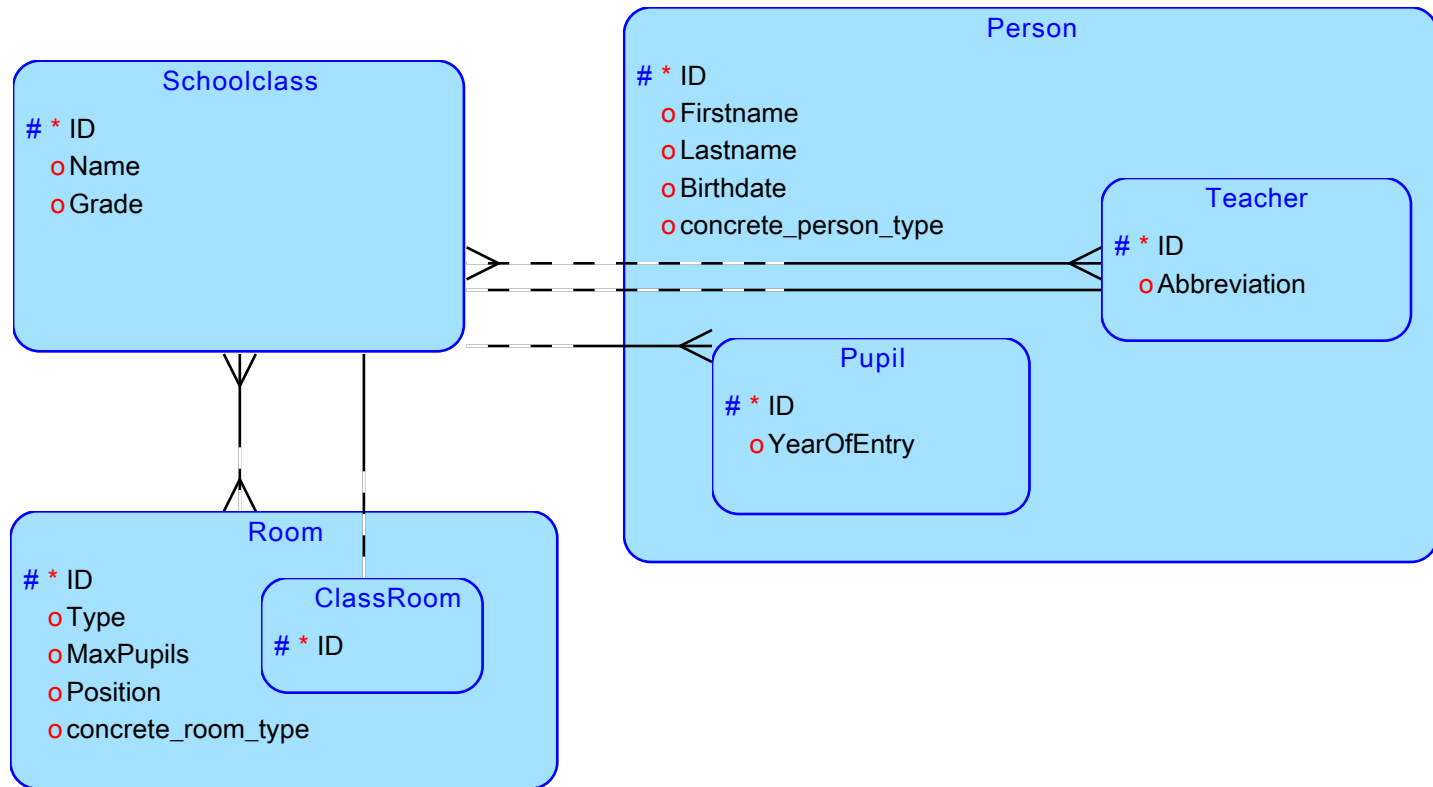 Schoolclass
# * ID
o Name
o Grade
Person
# * ID
o Firstname
o Lastname
o Birthdate
o concrete_person_type
Teacher
# * ID
o Abbreviation
Pupil
# * ID
o YearOfEntry
Room
# * ID
o Type
o MaxPupils
o Position
o concrete_room_type
ClassRoom
# * ID